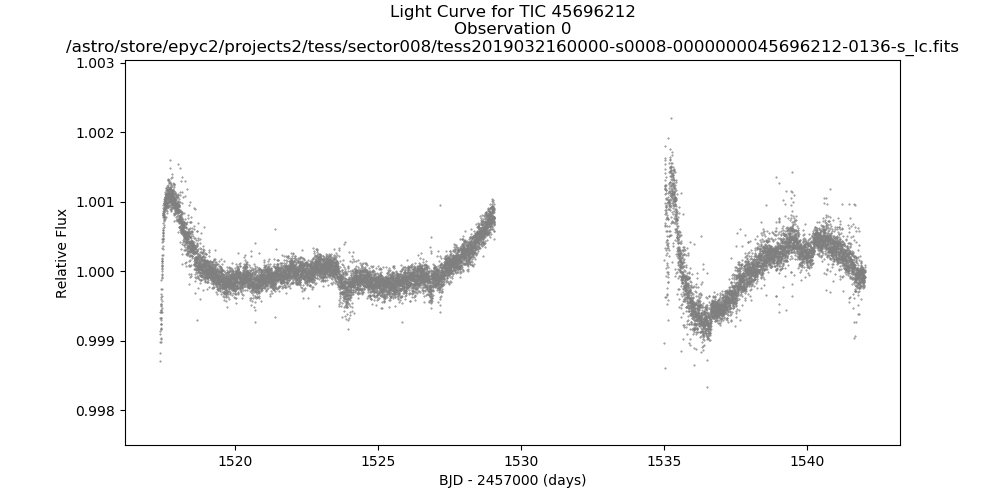 Light Curve for TIC 45696212
Observation 0
/astro/store/epyc2/projects2/tess/sector008/tess2019032160000-s0008-0000000045696212-0136-s_lc.fits
1.003
1.002
1.001
1.000
0.999
0.998
Relative Flux
1520
1525
1530
1535
1540
BJD - 2457000 (days)